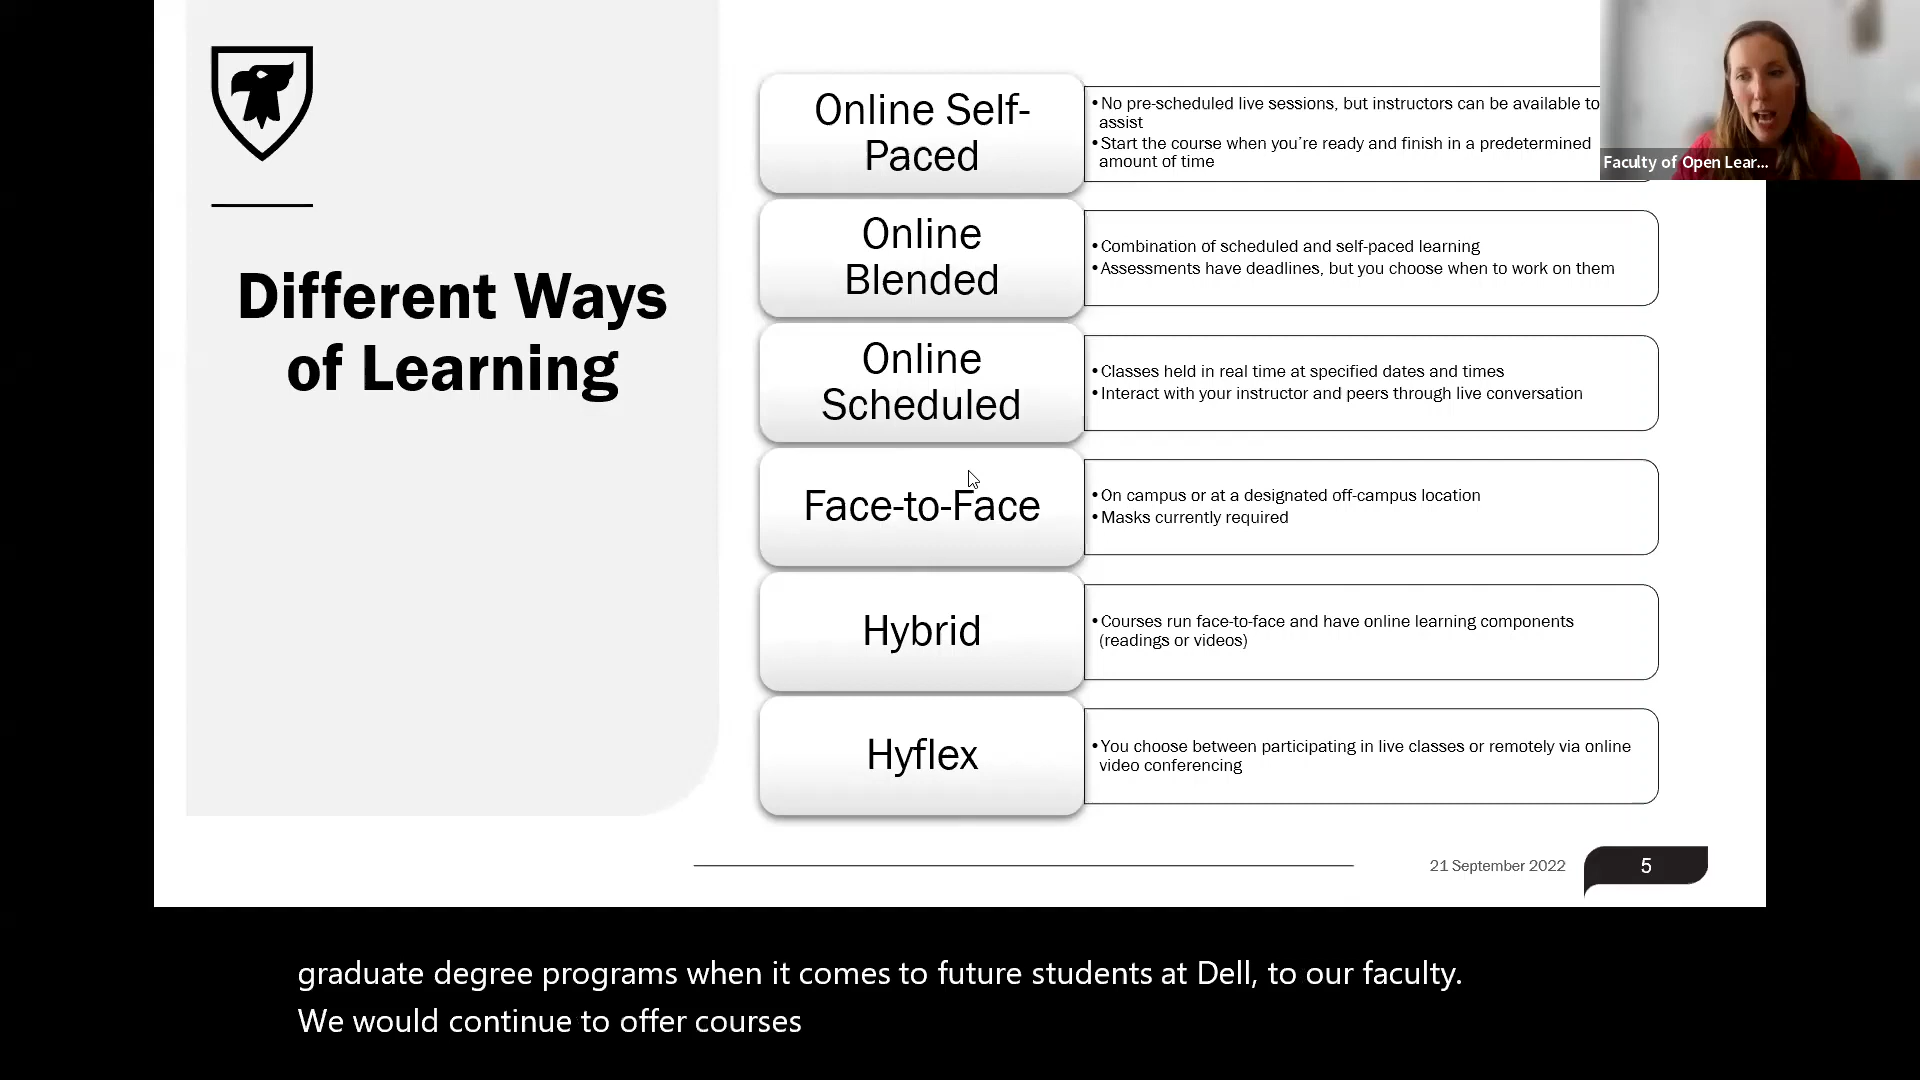 Different Ways
of Learning
Online Self-
Paced
•No pre-scheduled live sessions, but instructors can be available to
assist
•Start the course when you're ready and finish in a predetermined
amount of time
Online
Blended
•Combination of scheduled and self-paced learning
•Assessments have deadlines, but you choose when to work on them
Online
Scheduled
•Classes held in real time at specified dates and times
•Interact with your instructor and peers through live conversation
Face-to-Face
•On campus or at a designated off-campus location
•Masks currently required
Hybrid
•Courses run face-to-face and have online learning components
(readings or videos)
Hyflex
•You choose between participating in live classes or remotely via online
video conferencing
21 September 2022
5
Faculty of Open Lear...
graduate degree programs when it comes to future students at Dell, to our faculty.
We would continue to offer courses